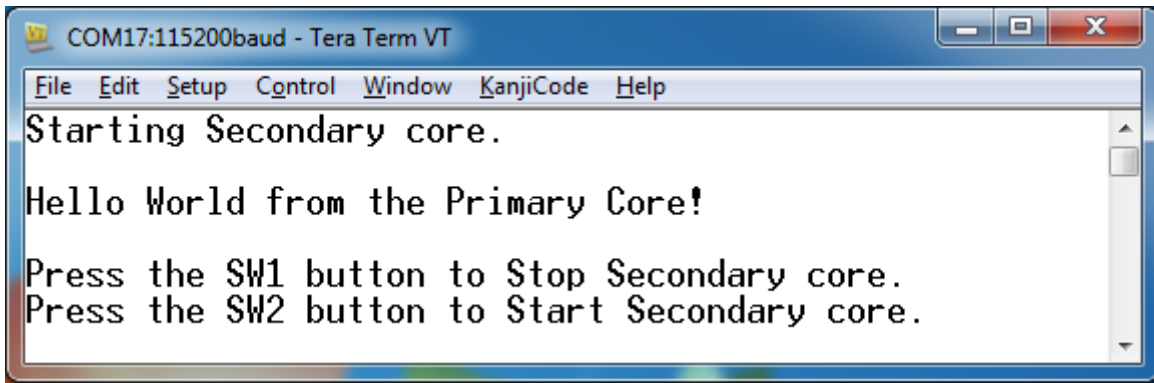 COM17:115200baud - Tera Term VT
File Edit Setup Control Window KanjiCode Help
Starting Secondary core.
Hello World from the Primary Core!
Press the SW1 button to Stop Secondary core.
Press the SW2 button to Start Secondary core.